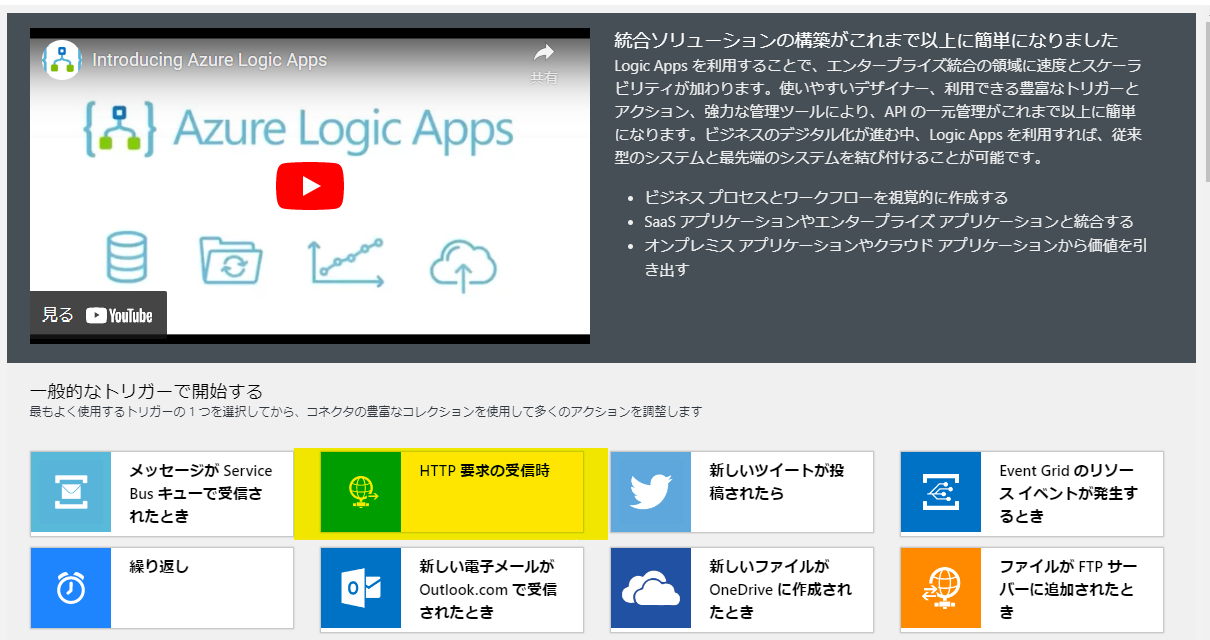 Introducing Azure Logic Apps
共有
Azure Logic Apps
見る YouTube
統合ソリューションの構築がこれまで以上に簡単になりました
Logic Apps を利用することで、エンタープライズ統合の領域に速度とスケーラ
ビリティが加わります。使いやすいデザイナー、利用できる豊富なトリガーと
アクション、強力な管理ツールにより、API の一元管理がこれまで以上に簡単
になります。ビジネスのデジタル化が進む中、Logic Apps を利用すれば、従来
型のシステムと最先端のシステムを結び付けることが可能です。
• ビジネス プロセスとワークフローを視覚的に作成する
• SaaS アプリケーションやエンタープライズ アプリケーションと統合する
• オンプレミス アプリケーションやクラウド アプリケーションから価値を引
き出す
一般的なトリガーで開始する
最もよく使用するトリガーの 1 つを選択してから、コネクタの豊富なコレクションを使用して多くのアクションを調整します
メッセージが Service
Bus キューで受信さ
れたとき
HTTP 要求の受信時
新しいツイートが投
稿されたら
Event Grid のリソー
ス イベントが発生す
るとき
繰り返し
新しい電子メールが
Outlook.com で受信
されたとき
新しいファイルが
OneDrive に作成され
たとき
ファイルが FTP サー
バーに追加されたと
き